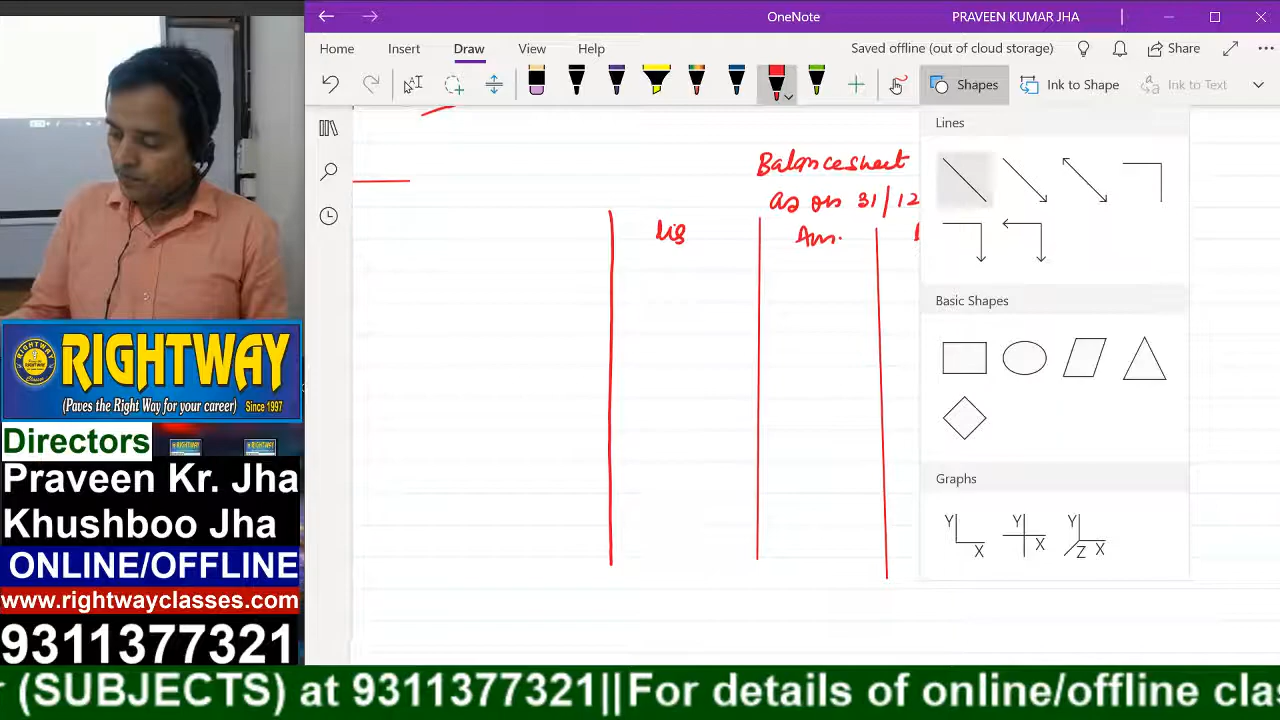 OneNote
PRAVEEN KUMAR JHA
Home
Insert
Draw
View
Help
Saved offline (out of cloud storage)
Share
Shapes
Ink to Shape
Ink to Text
Lines
Basic Shapes
Graphs
Y
X
Y
X
Y
Z
X
Balancesheet
As on 31/12
Am.
RIGHTWAY
(Paves the Right Way for your career) Since 1997
Directors
Praveen Kr. Jha
Khushboo Jha
ONLINE/OFFLINE
www.rightwayclasses.com
9311377321
r (SUBJECTS) at 9311377321||For details of online/offline clas